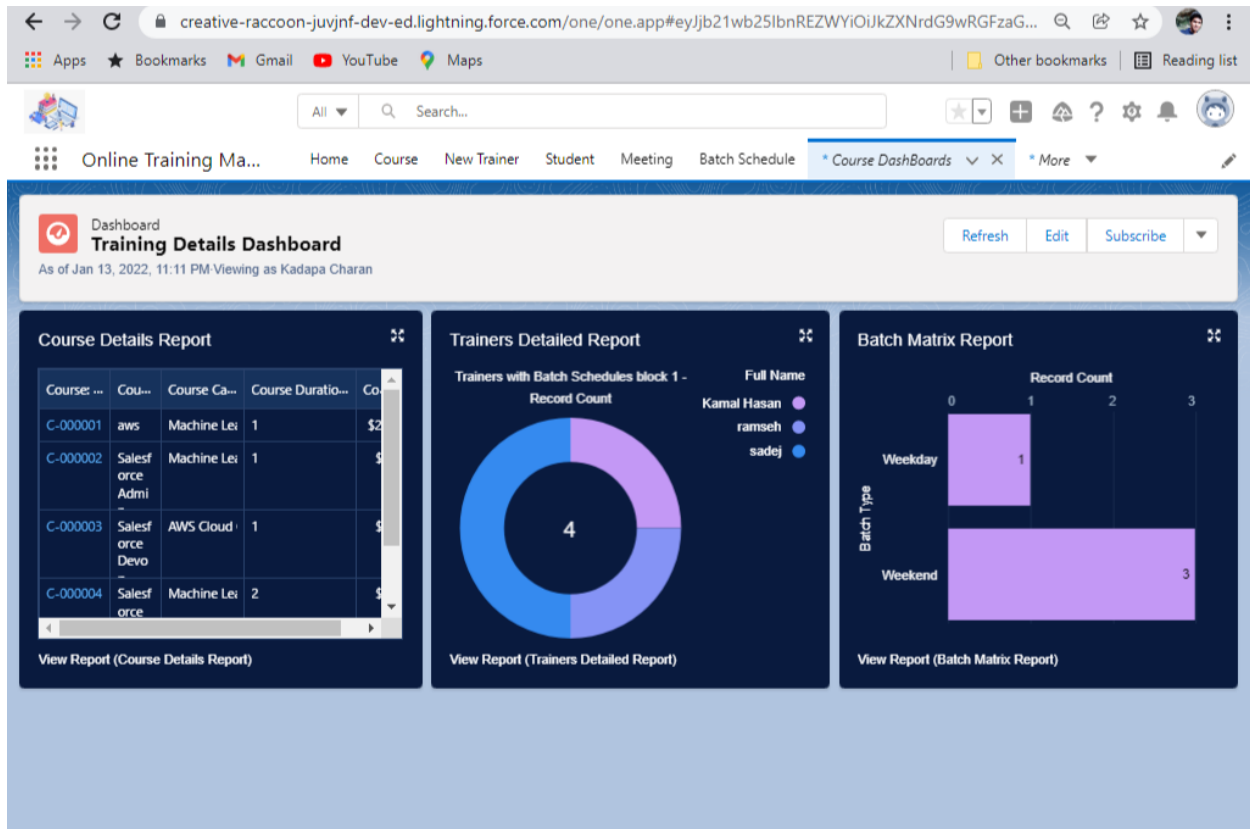 creative-raccoon-juvjnf-dev-ed.lightning.force.com/one/one.app#eyJjb21wb25lbnREZWYiOiJkZXNrdG9wRGFzaG...
Apps Bookmarks Gmail YouTube Maps Other bookmarks Reading list
All Search...
Online Training Ma... Home Course New Trainer Student Meeting Batch Schedule * Course DashBoards * More
Dashboard
Training Details Dashboard
As of Jan 13, 2022, 11:11 PM·Viewing as Kadapa Charan
Refresh Edit Subscribe
Course Details Report
Course: ... Cou... Course Ca... Course Duratio... Co
C-000001 aws Machine Lea 1 $2
C-000002 Salesf Machine Lea 1 $
orce
Admi
C-000003 Salesf AWS Cloud 1 $
orce
Devo
C-000004 Salesf Machine Lea 2 $
orce
View Report (Course Details Report)
Trainers Detailed Report
Trainers with Batch Schedules block 1 -
Record Count
Full Name
Kamal Hasan
ramseh
sadej
4
View Report (Trainers Detailed Report)
Batch Matrix Report
Record Count
0 1 2 3
Batch Type
Weekday 1
Weekend 3
View Report (Batch Matrix Report)